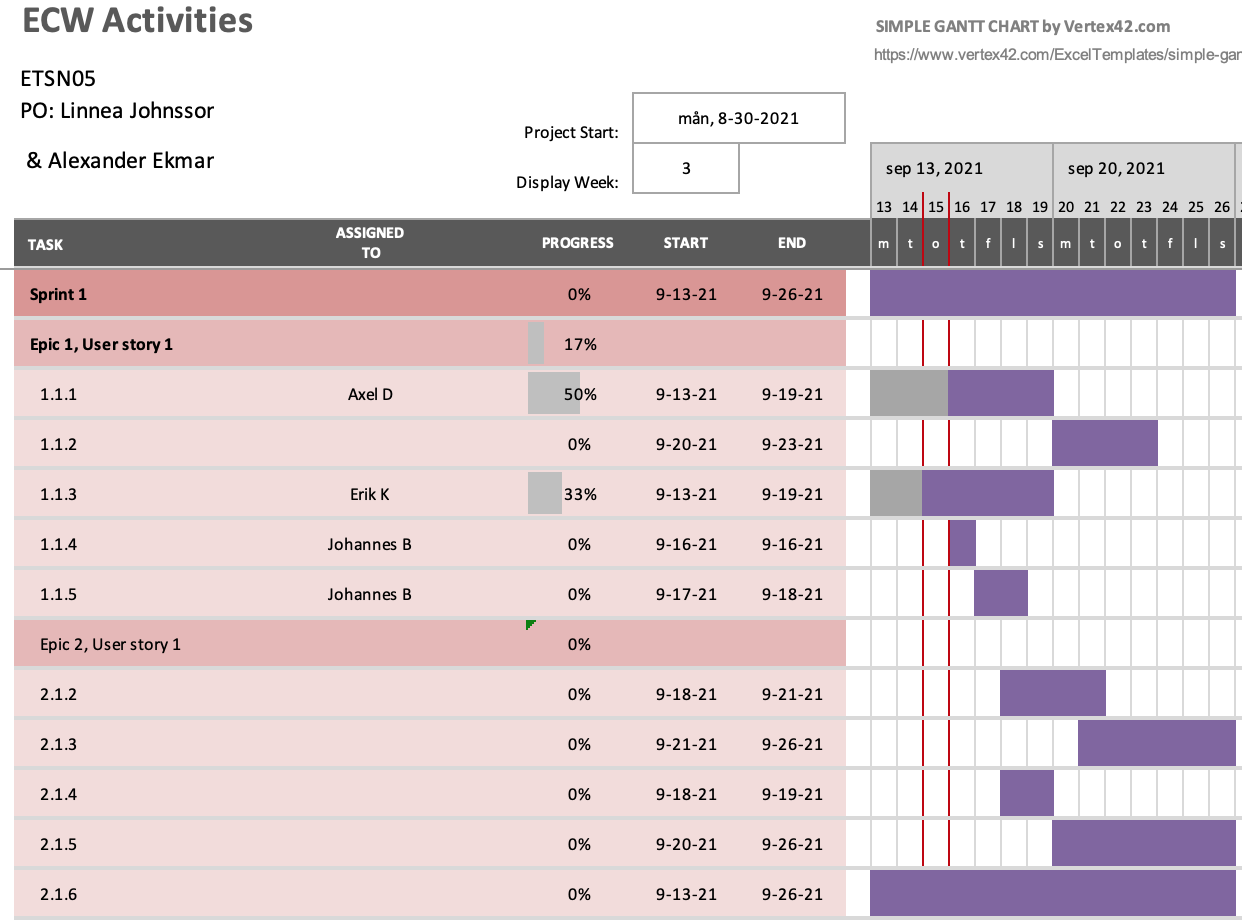 ECW Activities
SIMPLE GANTT CHART by Vertex42.com
https://www.vertex42.com/ExcelTemplates/simple-gan
ETSN05
PO: Linnea Johnssor
& Alexander Ekmar
Project Start: mån, 8-30-2021
Display Week: 3
sep 13, 2021 sep 20, 2021
13 14 15 16 17 18 19 20 21 22 23 24 25 26
TASK ASSIGNED TO PROGRESS START END m t o t f l s m t o t f l s
Sprint 1 0% 9-13-21 9-26-21
Epic 1, User story 1 17%
1.1.1 Axel D 50% 9-13-21 9-19-21
1.1.2 0% 9-20-21 9-23-21
1.1.3 Erik K 33% 9-13-21 9-19-21
1.1.4 Johannes B 0% 9-16-21 9-16-21
1.1.5 Johannes B 0% 9-17-21 9-18-21
Epic 2, User story 1 0%
2.1.2 0% 9-18-21 9-21-21
2.1.3 0% 9-21-21 9-26-21
2.1.4 0% 9-18-21 9-19-21
2.1.5 0% 9-20-21 9-26-21
2.1.6 0% 9-13-21 9-26-21